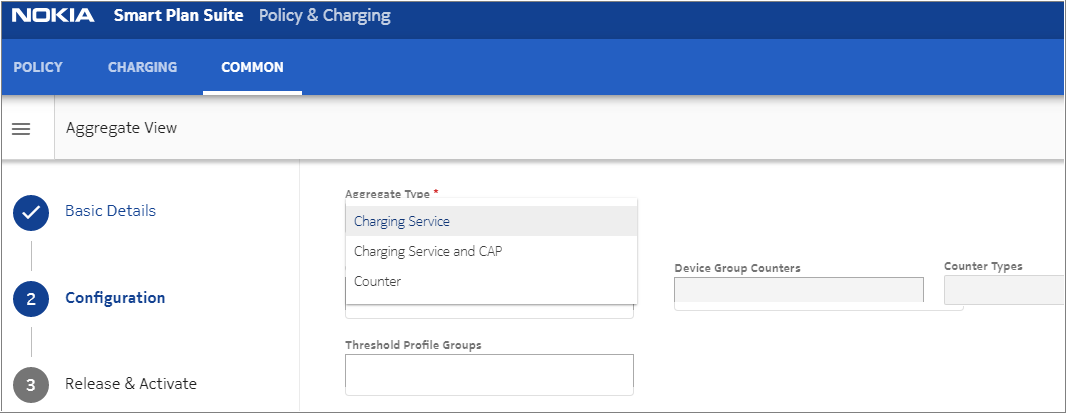 NOKIA Smart Plan Suite Policy & Charging
POLICY CHARGING COMMON
Aggregate View
Basic Details
2 Configuration
3 Release & Activate
Aggregate Type *
Charging Service
Charging Service and CAP
Counter
Device Group Counters
Counter Types
Threshold Profile Groups